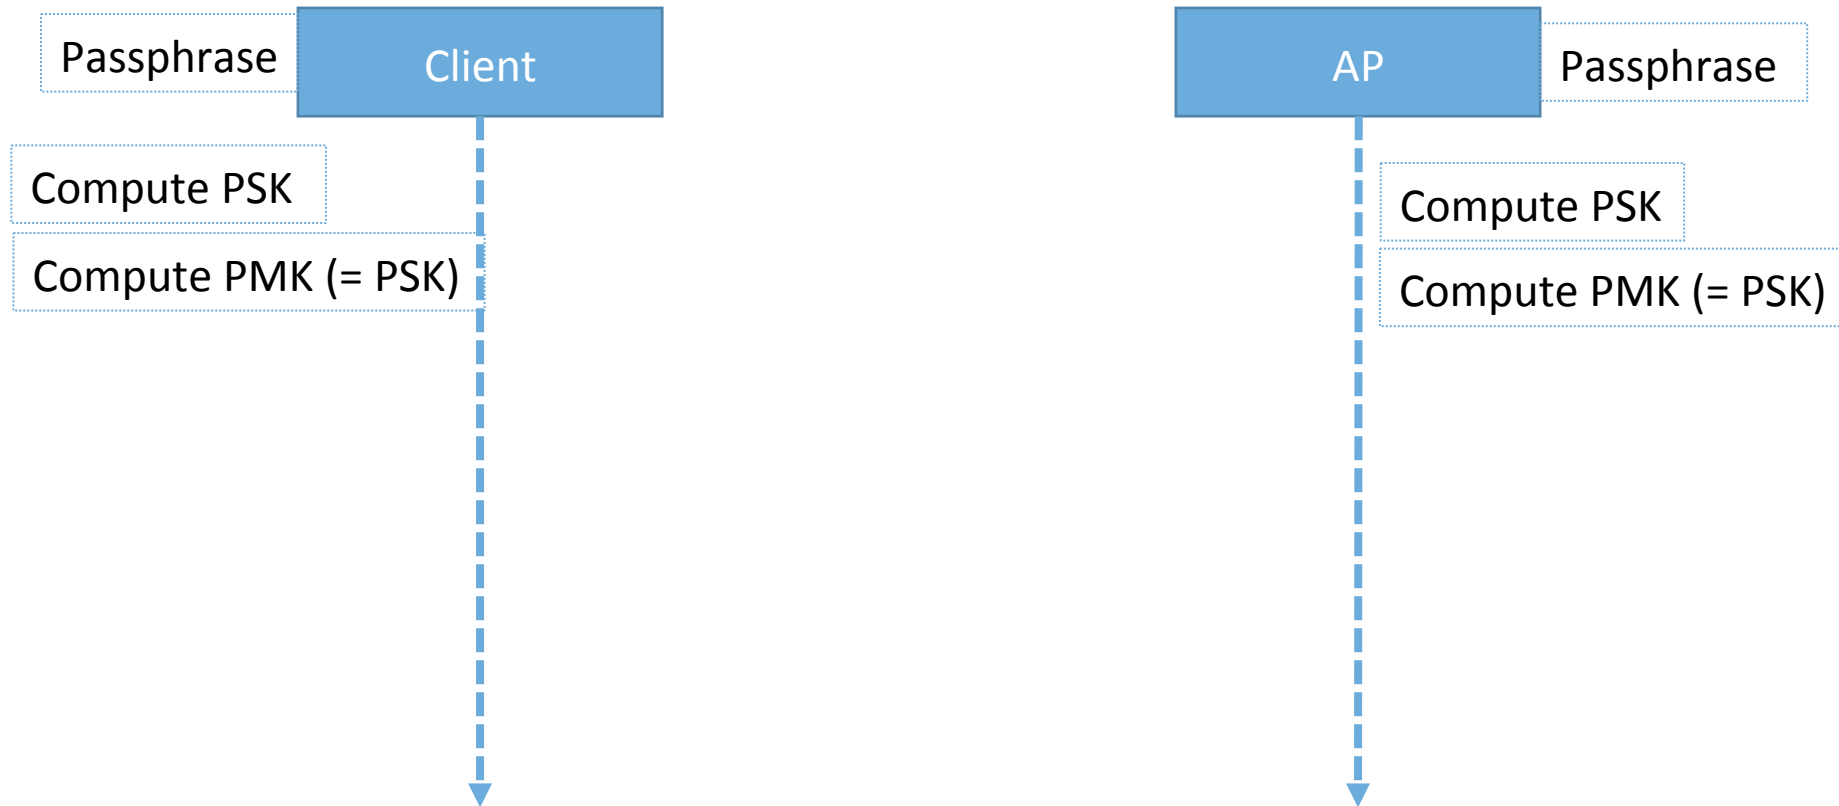 Passphrase
Client
AP
Passphrase
Compute PSK
Compute PSK
Compute PMK (= PSK)
Compute PMK (= PSK)